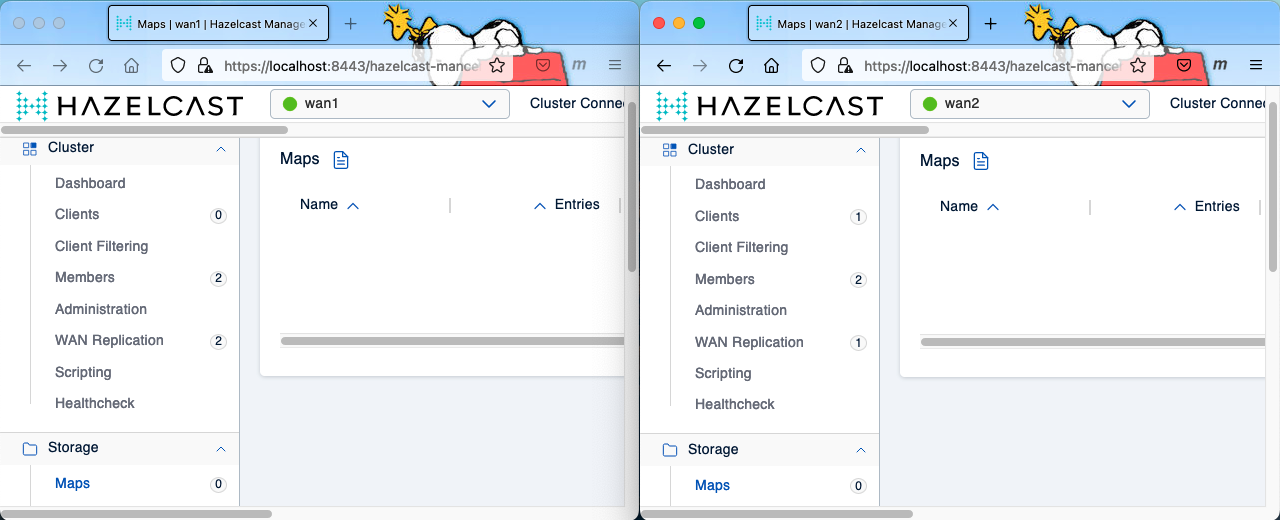 Maps | wan1 | Hazelcast Manage
https://localhost:8443/hazelcast-mance
HAZELCAST
wan1
Cluster Conne
Cluster
Dashboard
Clients 0
Client Filtering
Members 2
Administration
WAN Replication 2
Scripting
Healthcheck
Storage
Maps 0
Maps
Name Entries
Maps | wan2 | Hazelcast Manage
https://localhost:8443/hazelcast-mance
HAZELCAST
wan2
Cluster Conne
Cluster
Dashboard
Clients 1
Client Filtering
Members 2
Administration
WAN Replication 1
Scripting
Healthcheck
Storage
Maps 0
Maps
Name Entries